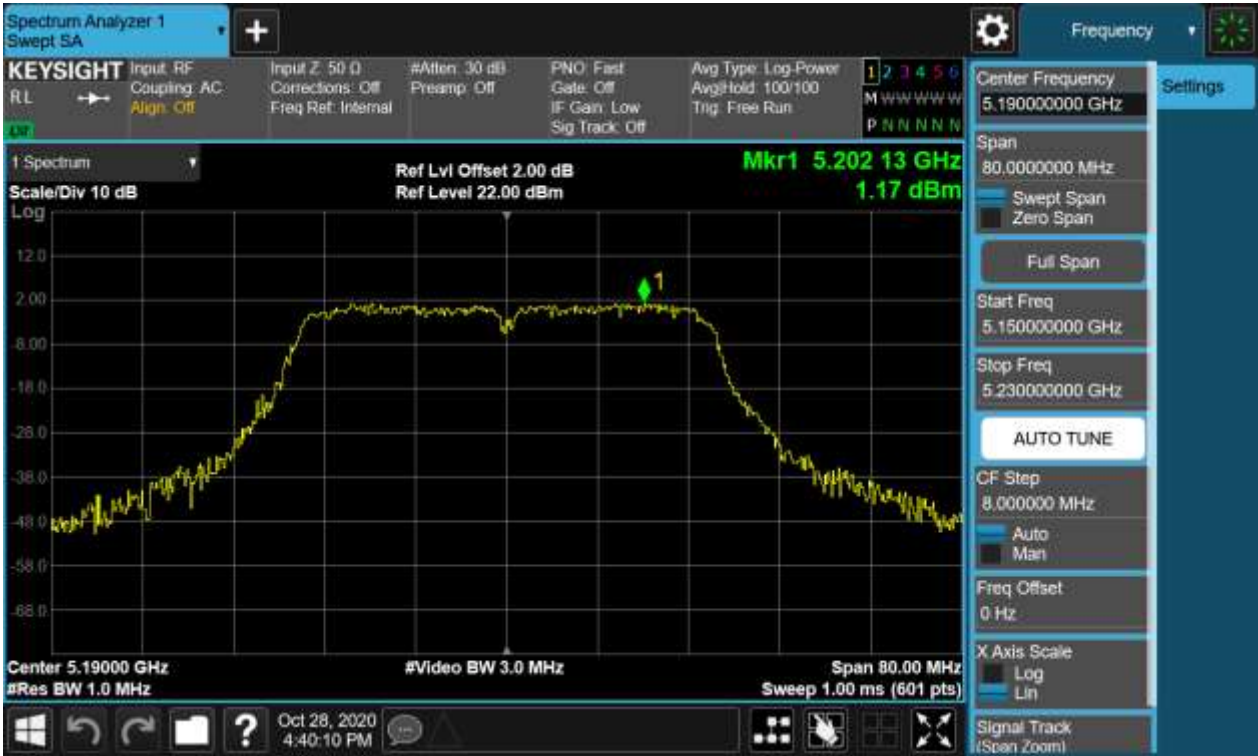 Spectrum Analyzer 1
Swept SA
+
Frequency
KEYSIGHT
RL
Input: RF
Coupling: AC
Align: Off
Input Z: 50 Ω
Corrections: Off
Freq Ref: Internal
#Atten: 30 dB
Preamp: Off
PNO: Fast
Gate: Off
IF Gain: Low
Sig Track: Off
Avg Type: Log-Power
Avg|Hold: 100/100
Trig: Free Run
1 2 3 4 5 6
M W W W W W
P N N N N N
1 Spectrum
Scale/Div 10 dB
Log
Ref Lvl Offset 2.00 dB
Ref Level 22.00 dBm
Mkr1 5.202 13 GHz
1.17 dBm
1
12.0
2.00
-8.00
-18.0
-28.0
-38.0
-48.0
-58.0
-68.0
Center 5.19000 GHz
#Res BW 1.0 MHz
#Video BW 3.0 MHz
Span 80.00 MHz
Sweep 1.00 ms (601 pts)
Center Frequency
5.190000000 GHz
Settings
Span
80.0000000 MHz
Swept Span
Zero Span
Full Span
Start Freq
5.150000000 GHz
Stop Freq
5.230000000 GHz
AUTO TUNE
CF Step
8.000000 MHz
Auto
Man
Freq Offset
0 Hz
X Axis Scale
Log
Lin
Signal Track
(Span Zoom)
?
Oct 28, 2020
4:40:10 PM